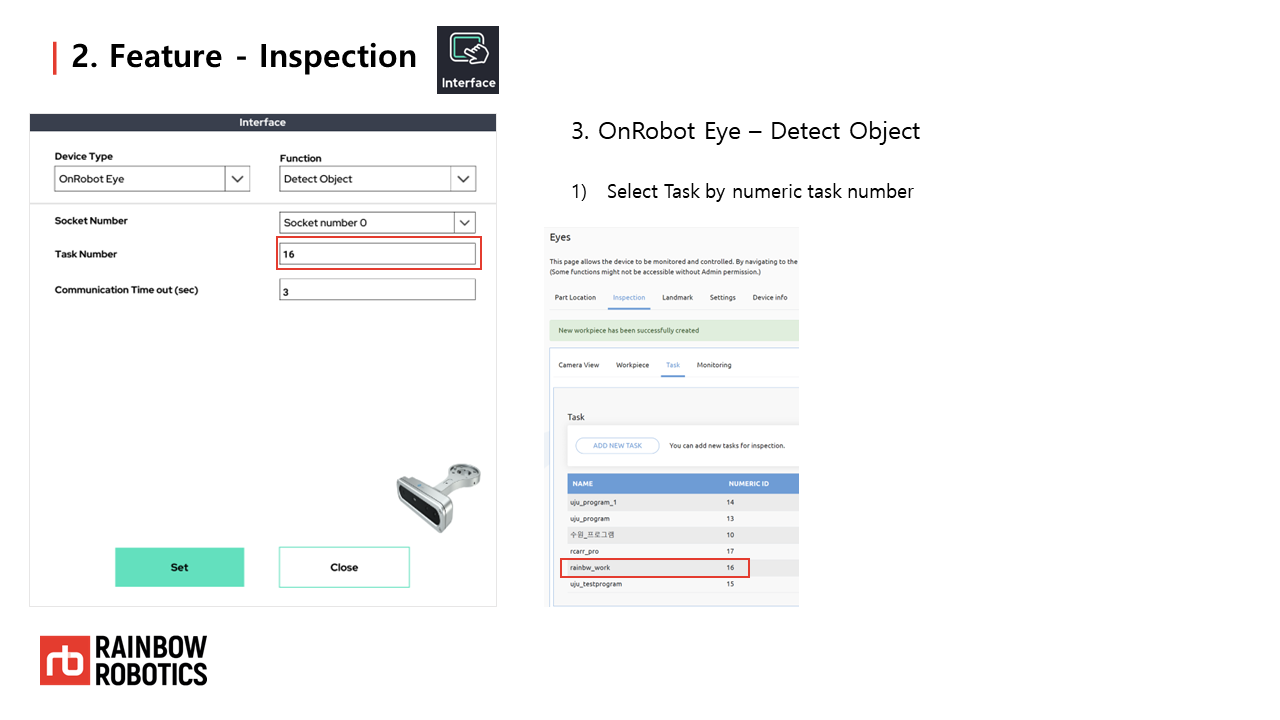 2. Feature - Inspection
Interface
Interface
Device Type
Function
OnRobot Eye
Detect Object
Socket Number
Socket number 0
Task Number
16
Communication Time out (sec)
3
Set
Close
3. OnRobot Eye – Detect Object
1) Select Task by numeric task number
Eyes
This page allows the device to be monitored and controlled. By navigating to the
(Some functions might not be accessible without Admin permission.)
Part Location Inspection Landmark Settings Device info
New workpiece has been successfully created
Camera View Workpiece Task Monitoring
Task
ADD NEW TASK You can add new tasks for inspection.
NAME NUMERIC ID
uju_program_1 14
uju_program 13
수원_프로그램 10
rcarr_pro 17
rainbw_work 16
uju_testprogram 15
rb RAINBOW
ROBOTICS